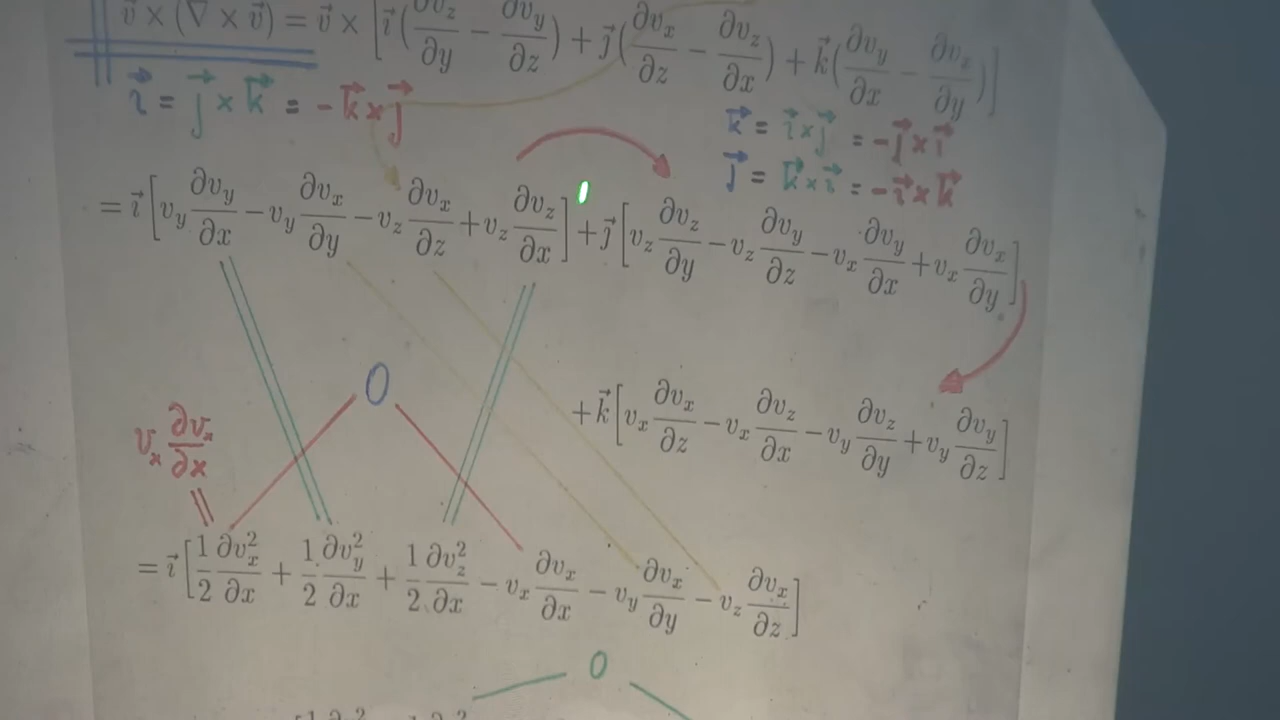 v⃗ × (∇ × v⃗) = v⃗ × [i⃗(∂v_z/∂y − ∂v_y/∂z) + j⃗(∂v_x/∂z − ∂v_z/∂x) + k⃗(∂v_y/∂x − ∂v_z/∂y)]
i⃗ = j⃗ × k⃗ = −k⃗ × j⃗
k⃗ = i⃗ × j⃗ = −j⃗ × i⃗
j⃗ = k⃗ × i⃗ = −i⃗ × k⃗
= i⃗[v_y ∂v_y/∂x − v_y ∂v_x/∂y − v_z ∂v_x/∂z + v_z ∂v_z/∂x] + j⃗[v_z ∂v_z/∂y − v_z ∂v_y/∂z − v_x ∂v_y/∂x + v_x ∂v_x/∂y]
0
+ k⃗[v_x ∂v_x/∂z − v_x ∂v_z/∂x − v_y ∂v_z/∂y + v_y ∂v_y/∂z]
v_x ∂v_x/∂x
= i⃗[1/2 ∂v_x²/∂x + 1/2 ∂v_y²/∂x + 1/2 ∂v_z²/∂x − v_x ∂v_x/∂x − v_y ∂v_x/∂y − v_z ∂v_x/∂z]
0